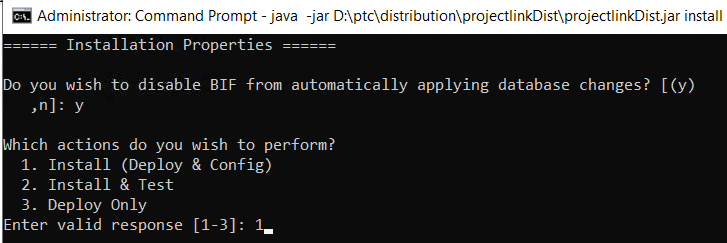 Administrator: Command Prompt - java -jar D:\ptc\distribution\projectlinkDist\projectlinkDist.jar install
====== Installation Properties ======
Do you wish to disable BIF from automatically applying database changes? [(y)
,n]: y
Which actions do you wish to perform?
1. Install (Deploy & Config)
2. Install & Test
3. Deploy Only
Enter valid response [1-3]: 1